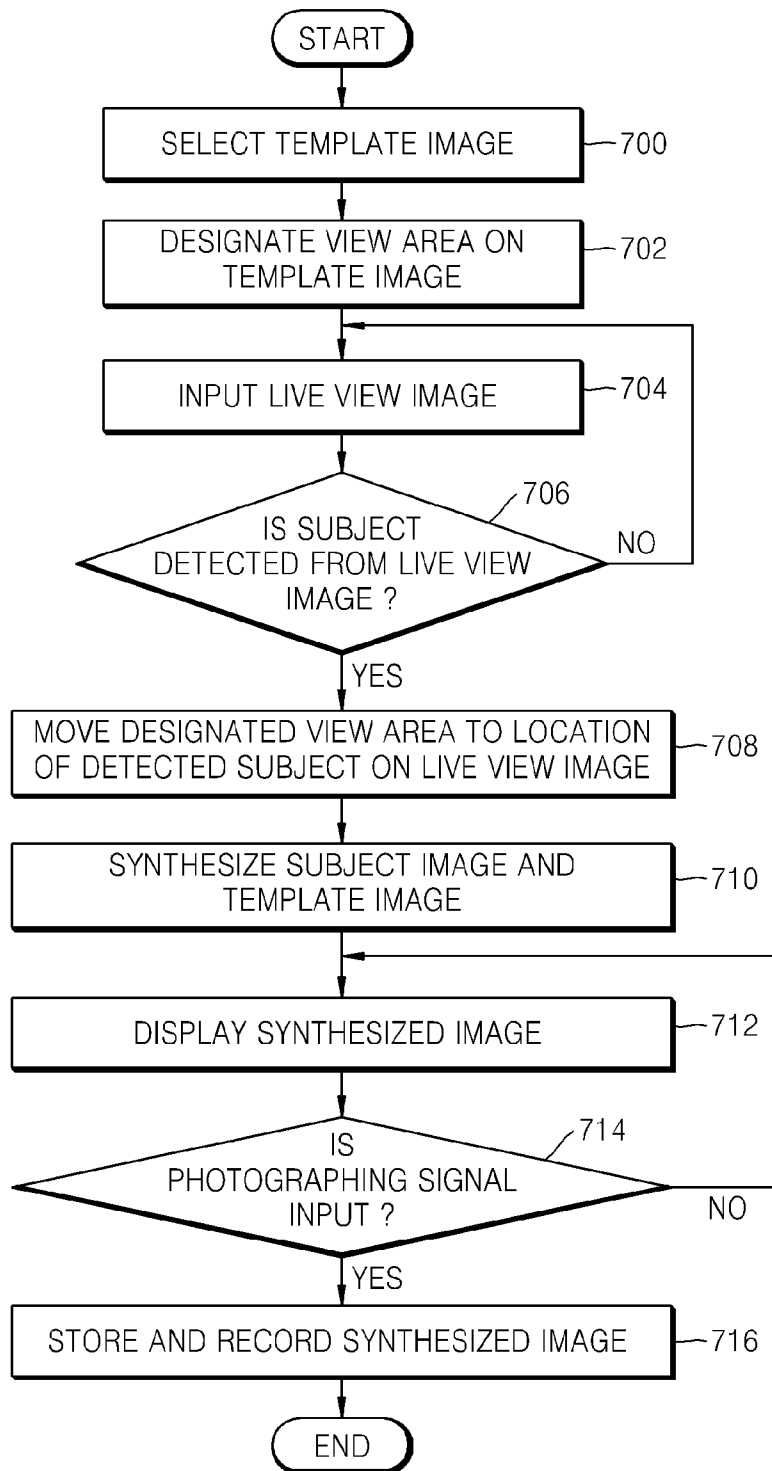 START
SELECT TEMPLATE IMAGE
700
DESIGNATE VIEW AREA ON
TEMPLATE IMAGE
702
INPUT LIVE VIEW IMAGE
704
706
IS SUBJECT
DETECTED FROM LIVE VIEW
IMAGE ?
NO
YES
MOVE DESIGNATED VIEW AREA TO LOCATION
OF DETECTED SUBJECT ON LIVE VIEW IMAGE
708
SYNTHESIZE SUBJECT IMAGE AND
TEMPLATE IMAGE
710
DISPLAY SYNTHESIZED IMAGE
712
714
IS
PHOTOGRAPHING SIGNAL
INPUT ?
NO
YES
STORE AND RECORD SYNTHESIZED IMAGE
716
END